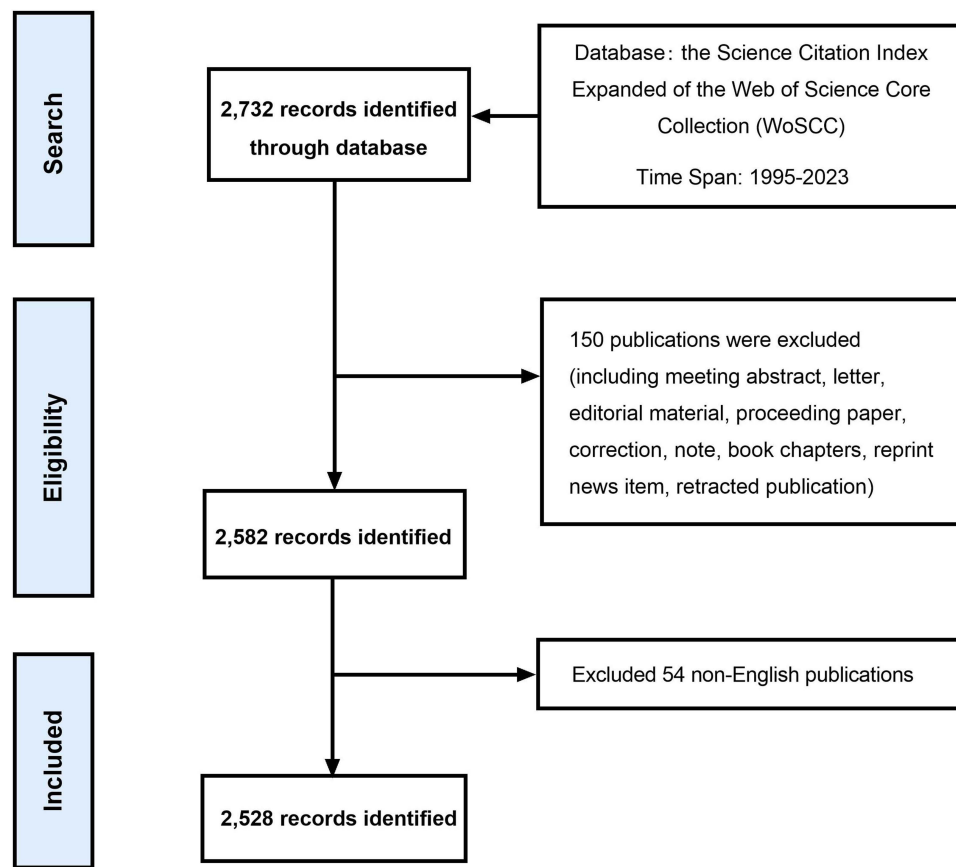 Search
2,732 records identified
through database
Database: the Science Citation Index
Expanded of the Web of Science Core
Collection (WoSCC)
Time Span: 1995-2023
Eligibility
150 publications were excluded
(including meeting abstract, letter,
editorial material, proceeding paper,
correction, note, book chapters, reprint
news item, retracted publication)
2,582 records identified
Included
Excluded 54 non-English publications
2,528 records identified